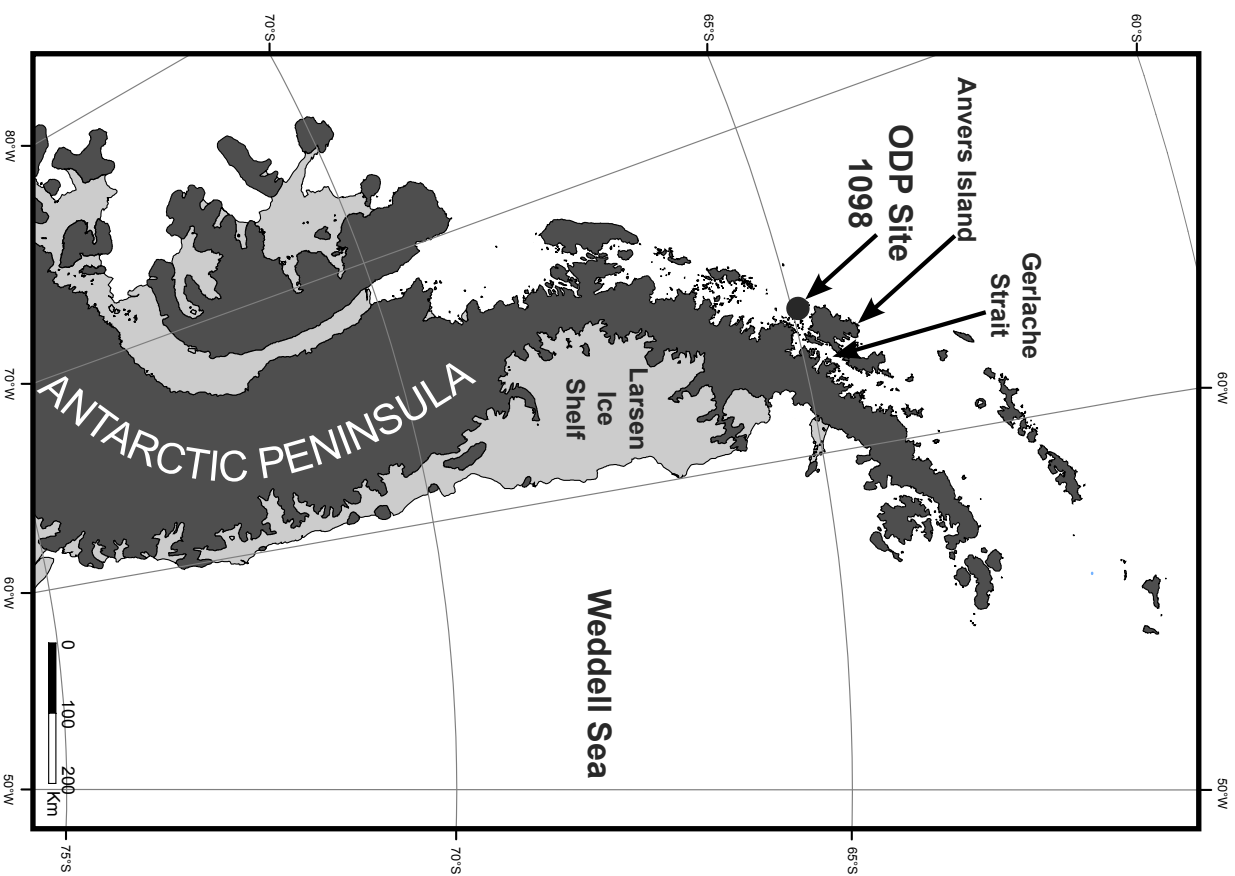 70°S
65°S
60°S
80°W
70°W
60°W
50°W
60°W
50°W
75°S
70°S
65°S
Anvers Island
ODP Site
1098
Gerlache
Strait
Larsen
Ice
Shelf
ANTARCTIC PENINSULA
Weddell Sea
0
100
200
Km